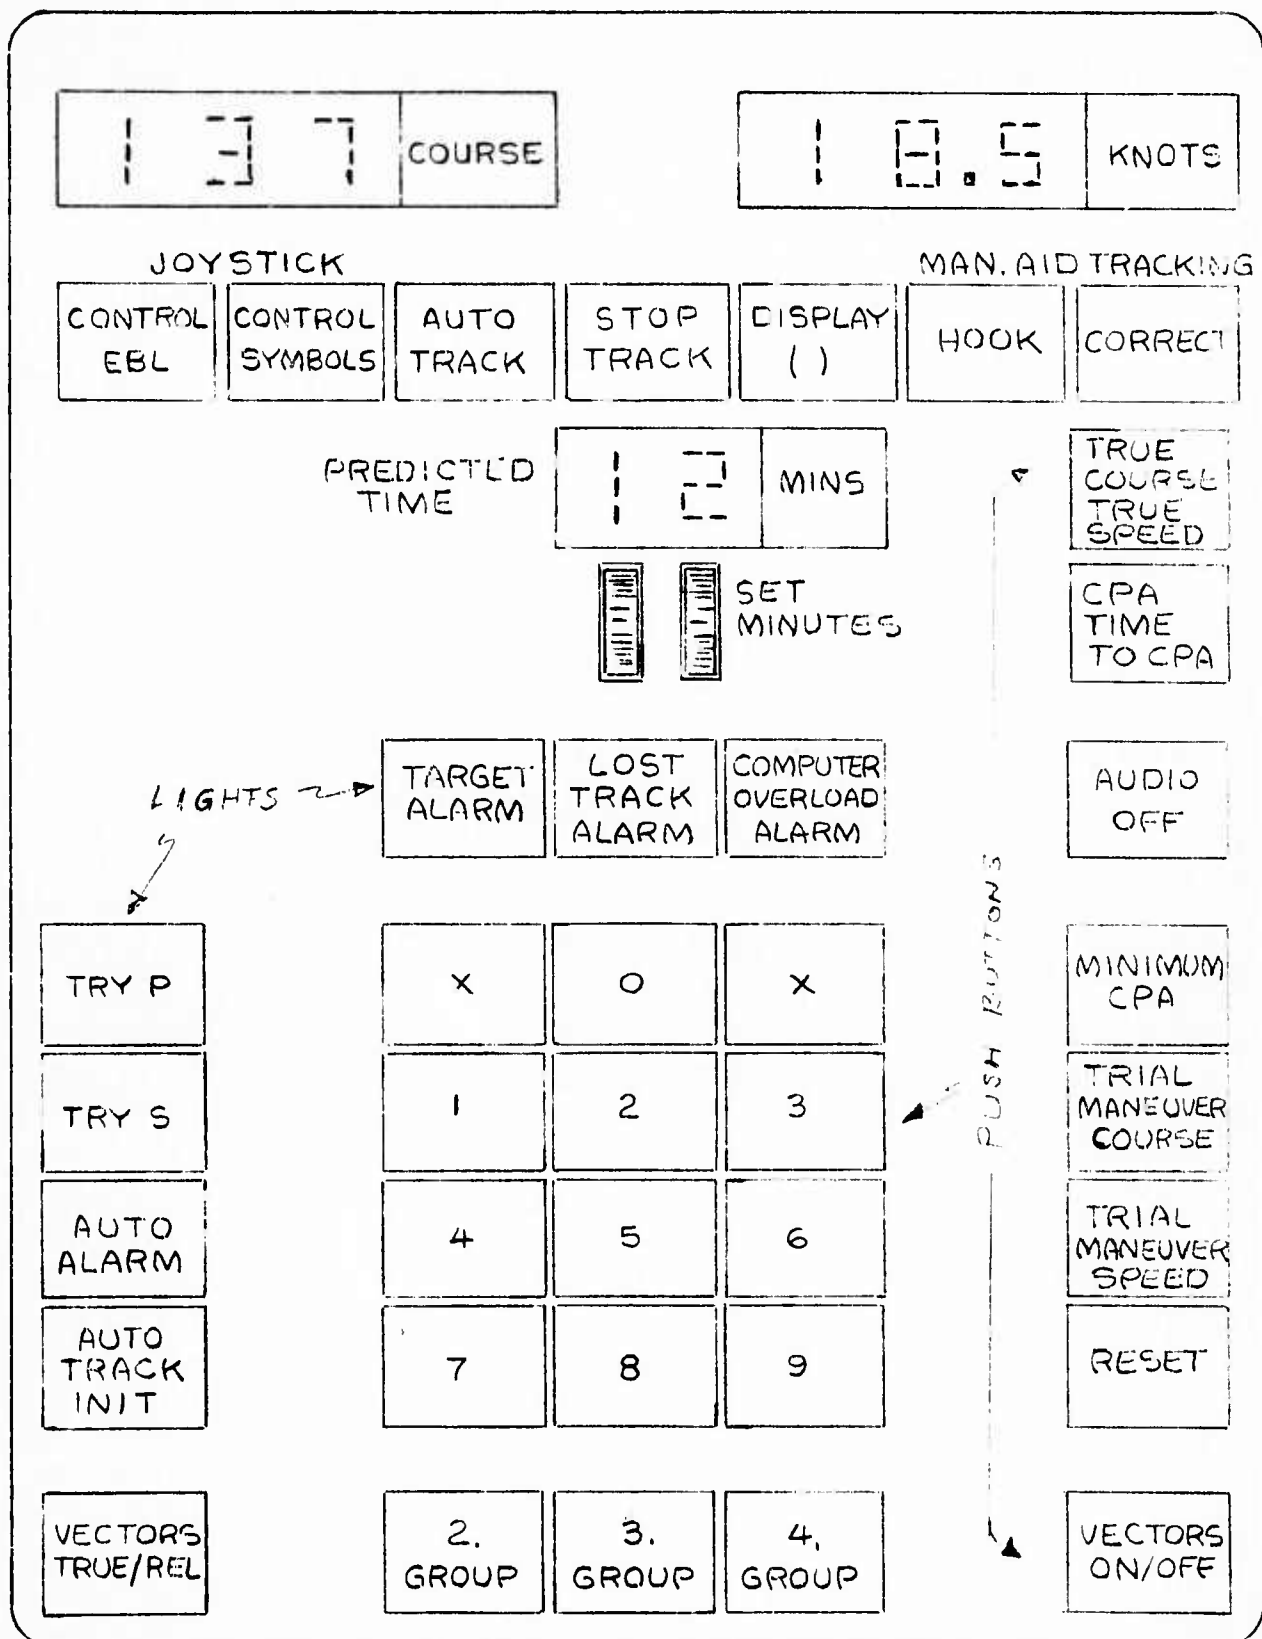 137 COURSE
18.5 KNOTS
JOYSTICK
MAN. AID TRACKING
CONTROL
EBL
CONTROL
SYMBOLS
AUTO
TRACK
STOP
TRACK
DISPLAY
( )
HOOK
CORRECT
PREDICTED
TIME
12 MINS
TRUE
COURSE
TRUE
SPEED
SET
MINUTES
CPA
TIME
TO CPA
LIGHTS
TARGET
ALARM
LOST
TRACK
ALARM
COMPUTER
OVERLOAD
ALARM
AUDIO
OFF
PUSH BUTTONS
TRY P
X
O
X
MINIMUM
CPA
TRY S
1
2
3
TRIAL
MANEUVER
COURSE
AUTO
ALARM
4
5
6
TRIAL
MANEUVER
SPEED
AUTO
TRACK
INIT
7
8
9
RESET
VECTORS
TRUE/REL
2.
GROUP
3.
GROUP
4.
GROUP
VECTORS
ON/OFF